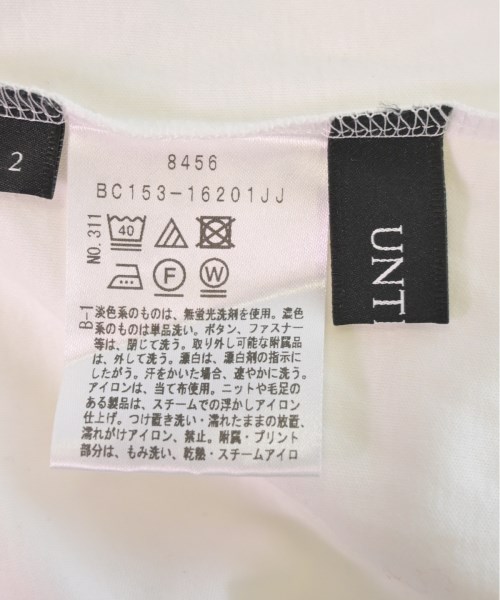 2
8456
BC153-16201JJ
NO.311
40
F
W
B-1
淡色系のものは、無蛍光洗剤を使用。濃色
系のものは単品洗い。ボタン、ファスナー
等は、閉じて洗う。取り外し可能な附属品
は、外して洗う。漂白は、漂白剤の指示に
したがう。汗をかいた場合、速やかに洗う。
アイロンは、当て布使用。ニットや毛足の
ある製品は、スチームでの浮かしアイロン
仕上げ。つけ置き洗い・濡れたままの放置、
濡れがけアイロン、禁止。附属・プリント
部分は、もみ洗い、乾熱・スチームアイロ
UNTI